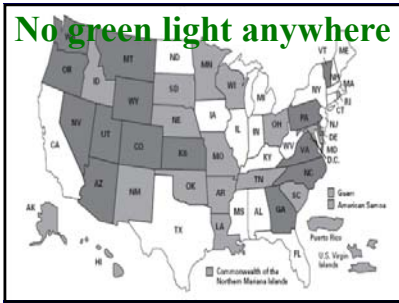 No green light anywhere
WA
MT
ND
MN
VT
ME
OR
ID
SD
WI
NH
MA
NY
WY
MI
RI
CT
NV
NE
IA
PA
NJ
UT
CO
IL
IN
OH
DE
MD
D.C.
WV
VA
CA
KS
MO
KY
NC
TN
AZ
NM
OK
AR
SC
Guam
American Samoa
MS
AL
GA
AK
TX
LA
Puerto Rico
FL
HI
U.S. Virgin
Islands
Commonwealth of the
Northern Mariana Islands